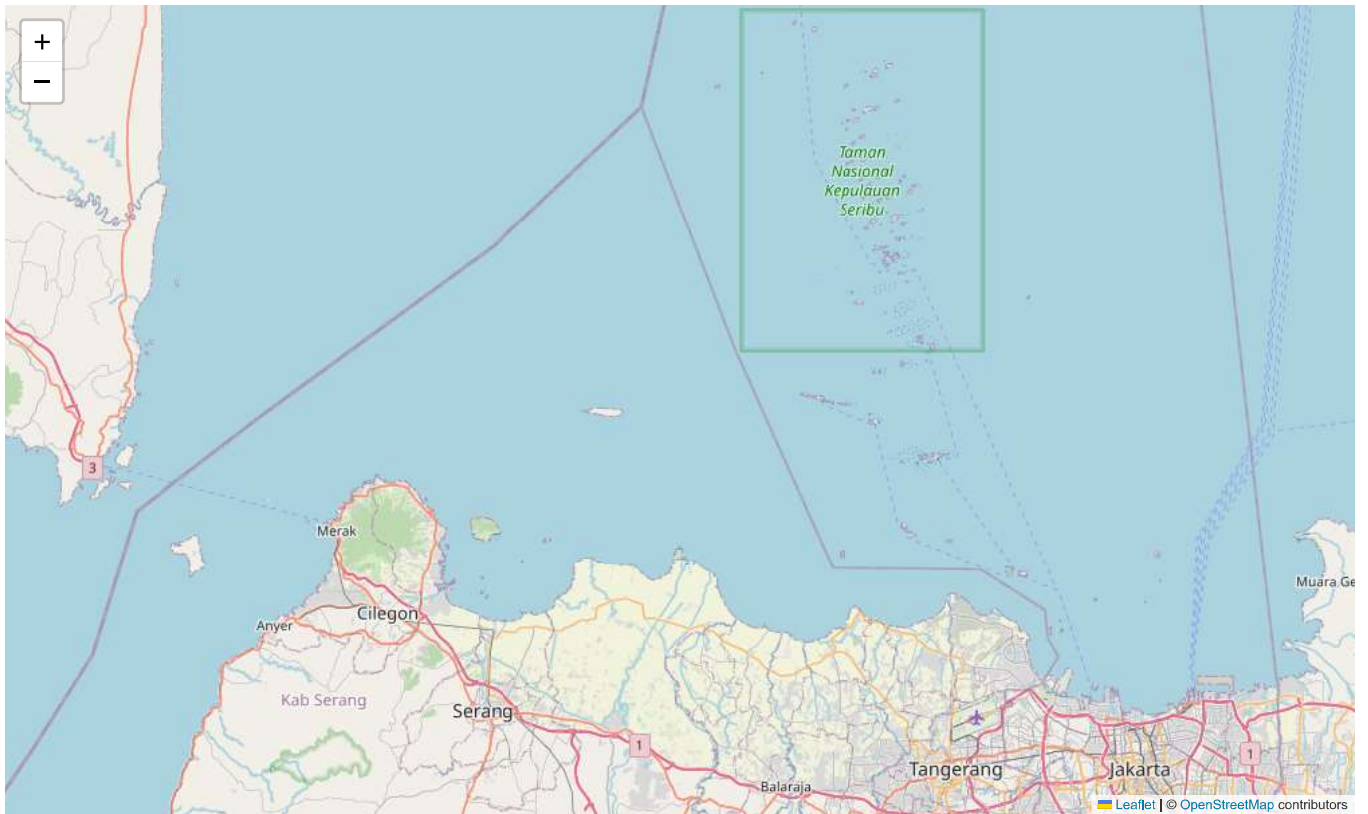 +
−
Taman
Nasional
Kepulauan
Seribu
3
Merak
Muara Ge
Cilegon
Anyer
Kab Serang
Serang
1
1
Tangerang
Jakarta
Balaraja
Leaflet | © OpenStreetMap contributors